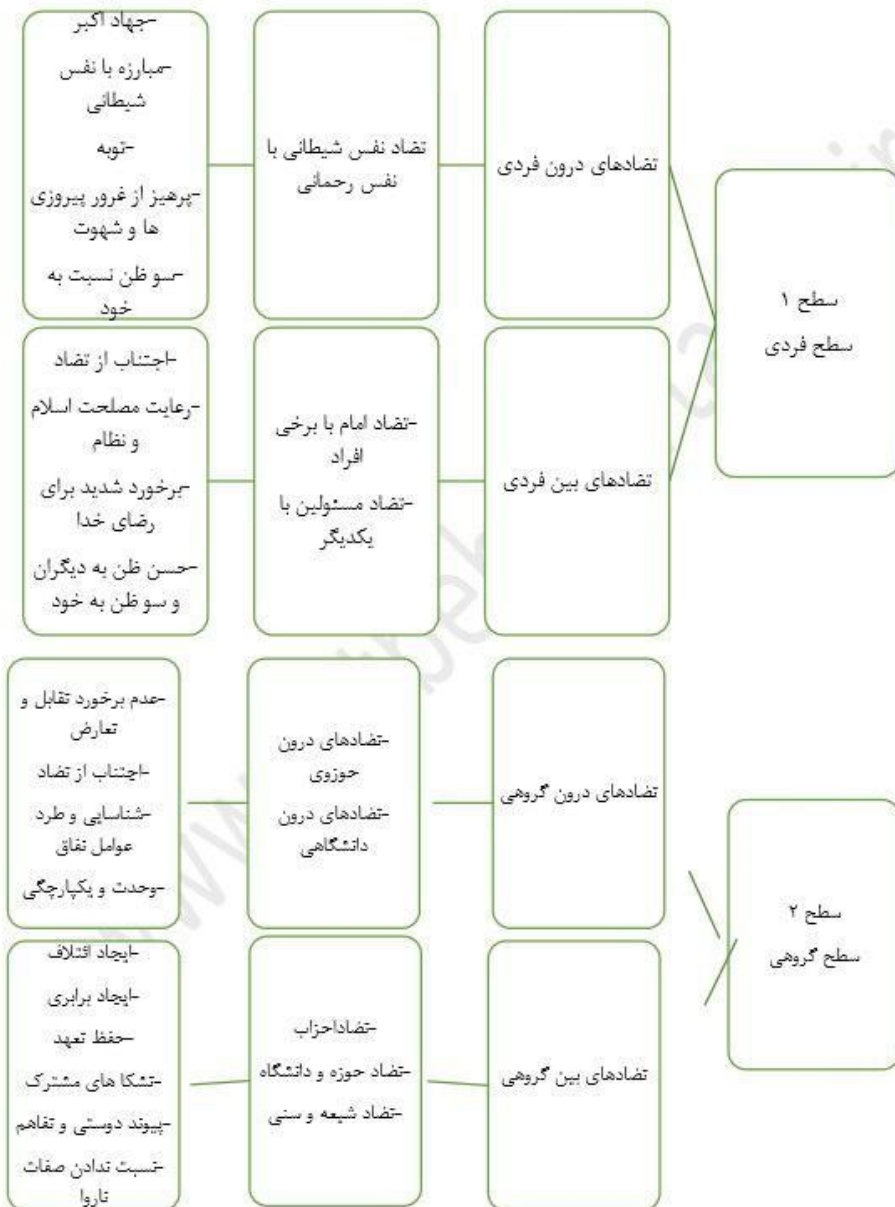 سطح ۱
سطح فردی
تضادهای درون فردی
تضاد نفس شیطانی با
نفس رحمانی
-جهاد اکبر
-مبارزه با نفس
شیطانی
-توبه
-پرهیز از غرور پیروزی
ها و شهوت
-سو ظن نسبت به
خود
تضادهای بین فردی
-تضاد امام با برخی
افراد
-تضاد مسئولین با
یکدیگر
-اجتناب از تضاد
-رعایت مصلحت اسلام
و نظام
-برخورد شدید برای
رضای خدا
-حسن ظن به دیگران
و سو ظن به خود
سطح ۲
سطح گروهی
تضادهای درون گروهی
-تضادهای درون
حوزوی
-تضادهای درون
دانشگاهی
-عدم برخورد تقابل و
تعارض
-اجتناب از تضاد
-شناسایی و طرد
عوامل نفاق
-وحدت و یکپارچگی
تضادهای بین گروهی
-تضاداحزاب
-تضاد حوزه و دانشگاه
-تضاد شیعه و سنی
-ایجاد ائتلاف
-ایجاد برابری
-حفظ تعهد
-تشکا های مشترک
-پیوند دوستی و تفاهم
-نسبت ندادن صفات
ناروا